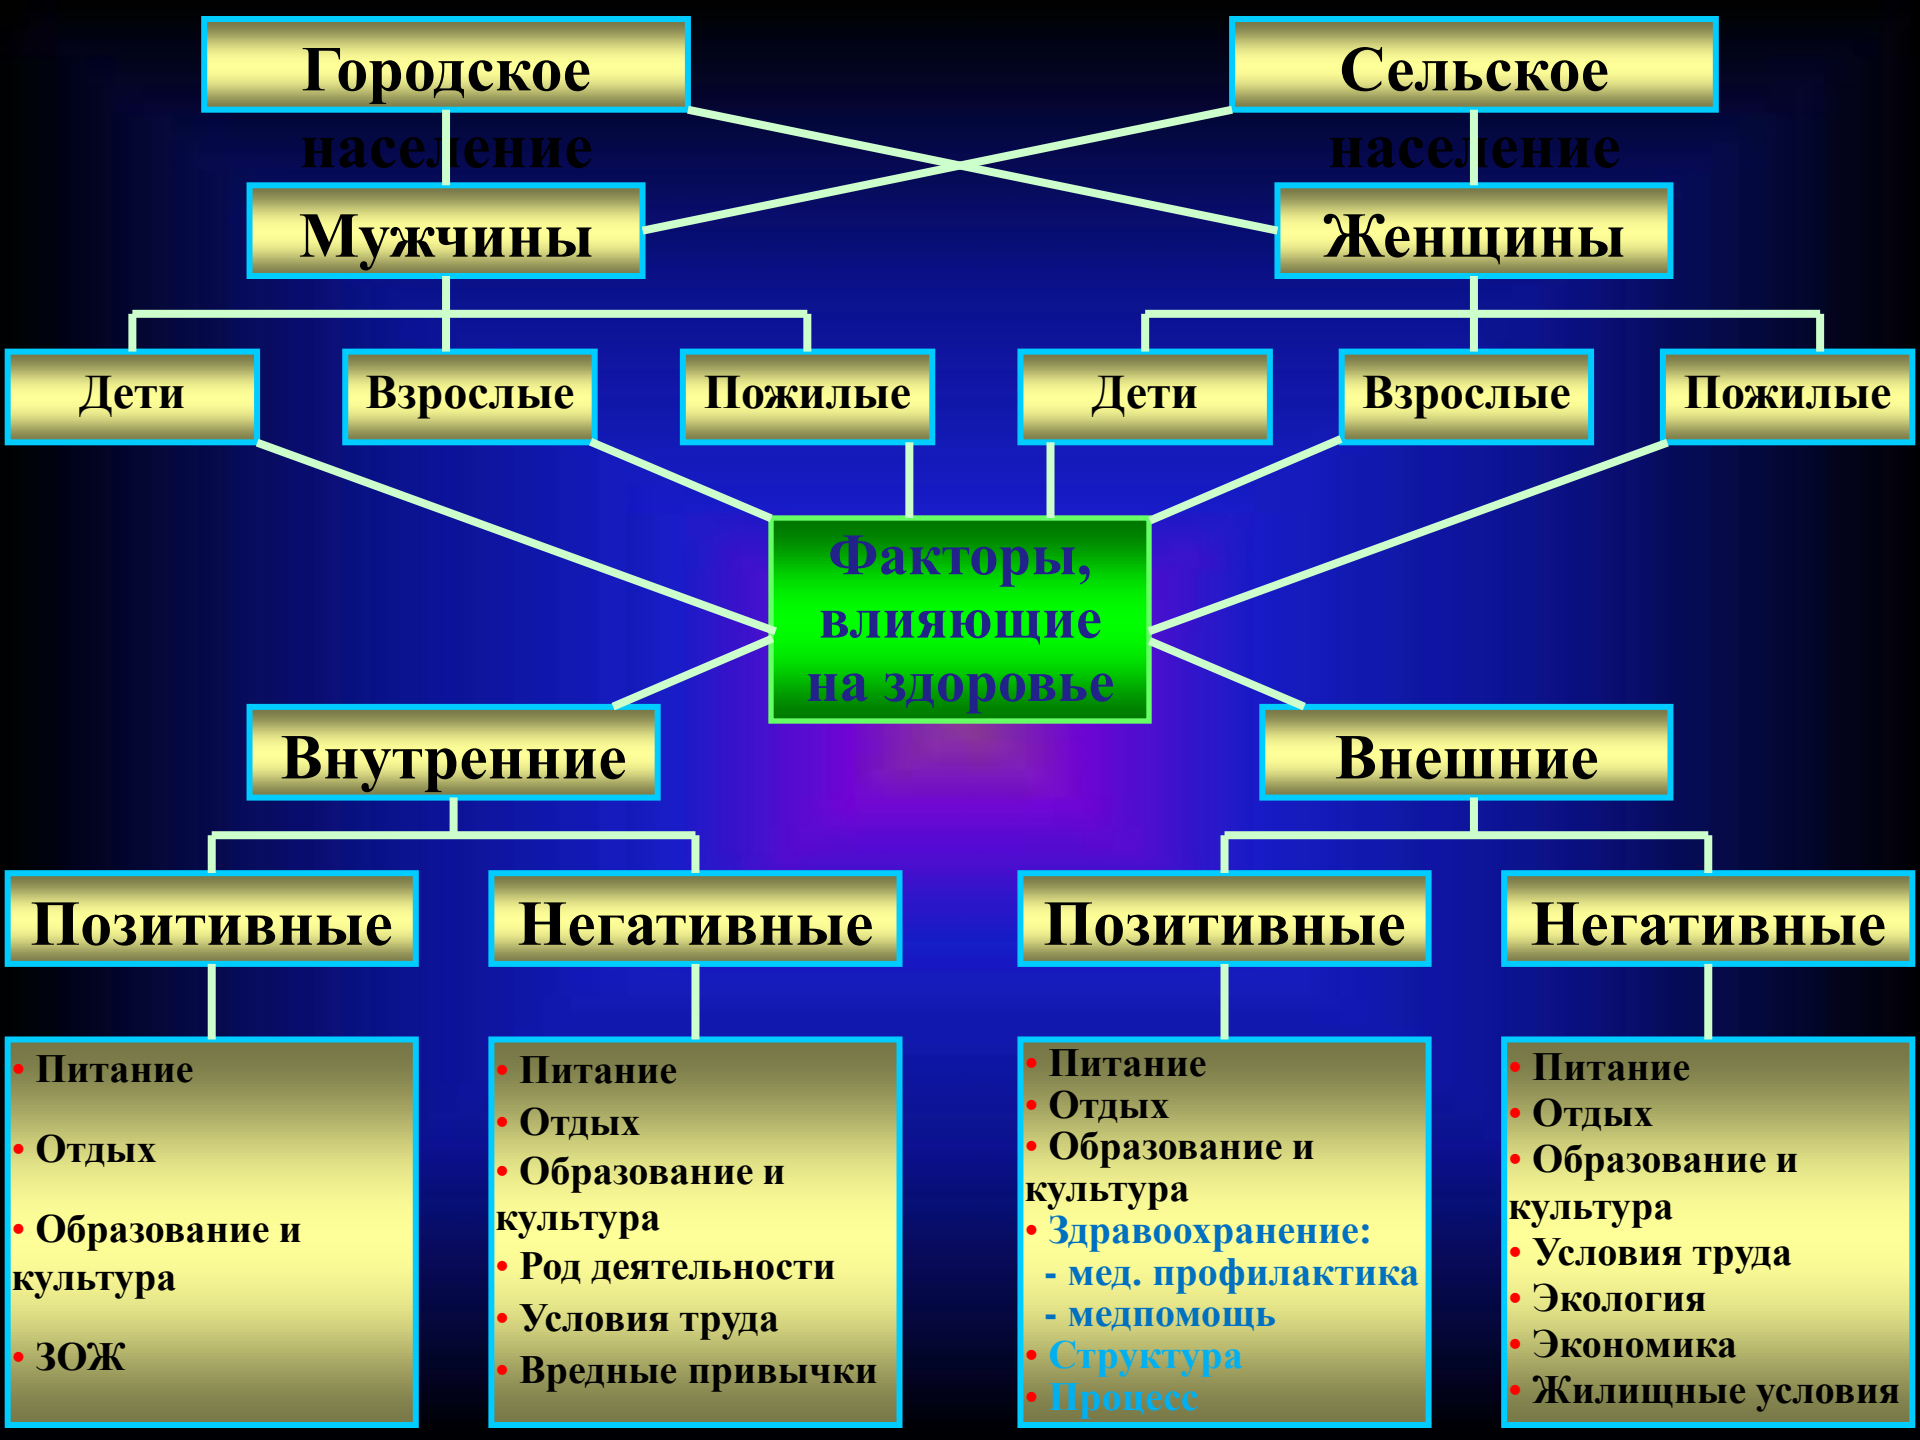 Городское
население
Сельское
население
Мужчины
Женщины
Дети
Взрослые
Пожилые
Дети
Взрослые
Пожилые
Факторы,
влияющие
на здоровье
Внутренние
Внешние
Позитивные
Негативные
Позитивные
Негативные
• Питание
• Отдых
• Образование и
культура
• ЗОЖ
• Питание
• Отдых
• Образование и
культура
• Род деятельности
• Условия труда
• Вредные привычки
• Питание
• Отдых
• Образование и
культура
• Здравоохранение:
- мед. профилактика
- медпомощь
• Структура
• Процесс
• Питание
• Отдых
• Образование и
культура
• Условия труда
• Экология
• Экономика
• Жилищные условия